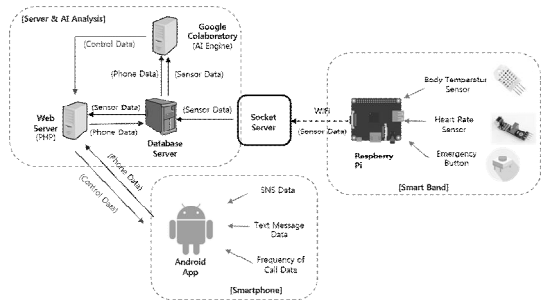 [Server & AI Analysis]
Google
Colaboratory
(AI Engine)
(Control Data)
(Phone Data)
(Sensor Data)
Web
Server
(PHP)
(Sensor Data)
(Phone Data)
Database
Server
(Sensor Data)
Socket
Server
WiFi
(Sensor Data)
Raspberry
Pi
Body Temperatur
Sensor
Heart Rate
Sensor
Emergency
Button
[Smart Band]
(Phone Data)
(Control Data)
Android
App
SNS Data
Text Message
Data
Frequency of
Call Data
[Smartphone]